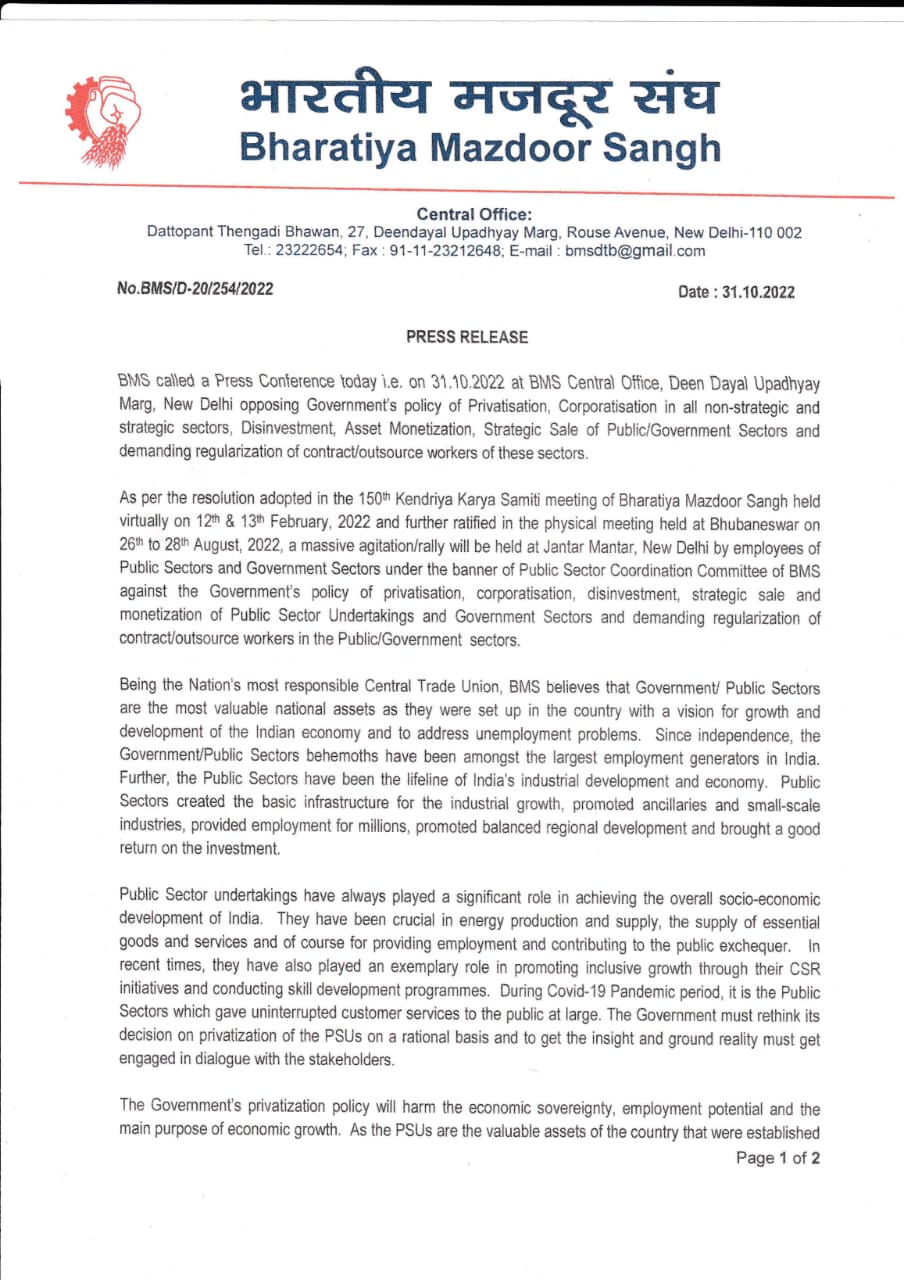 भारतीय मजदूर संघ
Bharatiya Mazdoor Sangh
Central Office:
Dattopant Thengadi Bhawan, 27, Deendayal Upadhyay Marg, Rouse Avenue, New Delhi-110 002
Tel.: 23222654; Fax : 91-11-23212648; E-mail : bmsdtb@gmail.com
No.BMS/D-20/254/2022 Date : 31.10.2022
PRESS RELEASE
BMS called a Press Conference today i.e. on 31.10.2022 at BMS Central Office, Deen Dayal Upadhyay
Marg, New Delhi opposing Government's policy of Privatisation, Corporatisation in all non-strategic and
strategic sectors, Disinvestment, Asset Monetization, Strategic Sale of Public/Government Sectors and
demanding regularization of contract/outsource workers of these sectors.
As per the resolution adopted in the 150th Kendriya Karya Samiti meeting of Bharatiya Mazdoor Sangh held
virtually on 12th & 13th February, 2022 and further ratified in the physical meeting held at Bhubaneswar on
26th to 28th August, 2022, a massive agitation/rally will be held at Jantar Mantar, New Delhi by employees of
Public Sectors and Government Sectors under the banner of Public Sector Coordination Committee of BMS
against the Government's policy of privatisation, corporatisation, disinvestment, strategic sale and
monetization of Public Sector Undertakings and Government Sectors and demanding regularization of
contract/outsource workers in the Public/Government sectors.
Being the Nation's most responsible Central Trade Union, BMS believes that Government/ Public Sectors
are the most valuable national assets as they were set up in the country with a vision for growth and
development of the Indian economy and to address unemployment problems. Since independence, the
Government/Public Sectors behemoths have been amongst the largest employment generators in India.
Further, the Public Sectors have been the lifeline of India's industrial development and economy. Public
Sectors created the basic infrastructure for the industrial growth, promoted ancillaries and small-scale
industries, provided employment for millions, promoted balanced regional development and brought a good
return on the investment.
Public Sector undertakings have always played a significant role in achieving the overall socio-economic
development of India. They have been crucial in energy production and supply, the supply of essential
goods and services and of course for providing employment and contributing to the public exchequer. In
recent times, they have also played an exemplary role in promoting inclusive growth through their CSR
initiatives and conducting skill development programmes. During Covid-19 Pandemic period, it is the Public
Sectors which gave uninterrupted customer services to the public at large. The Government must rethink its
decision on privatization of the PSUs on a rational basis and to get the insight and ground reality must get
engaged in dialogue with the stakeholders.
The Government's privatization policy will harm the economic sovereignty, employment potential and the
main purpose of economic growth. As the PSUs are the valuable assets of the country that were established
Page 1 of 2